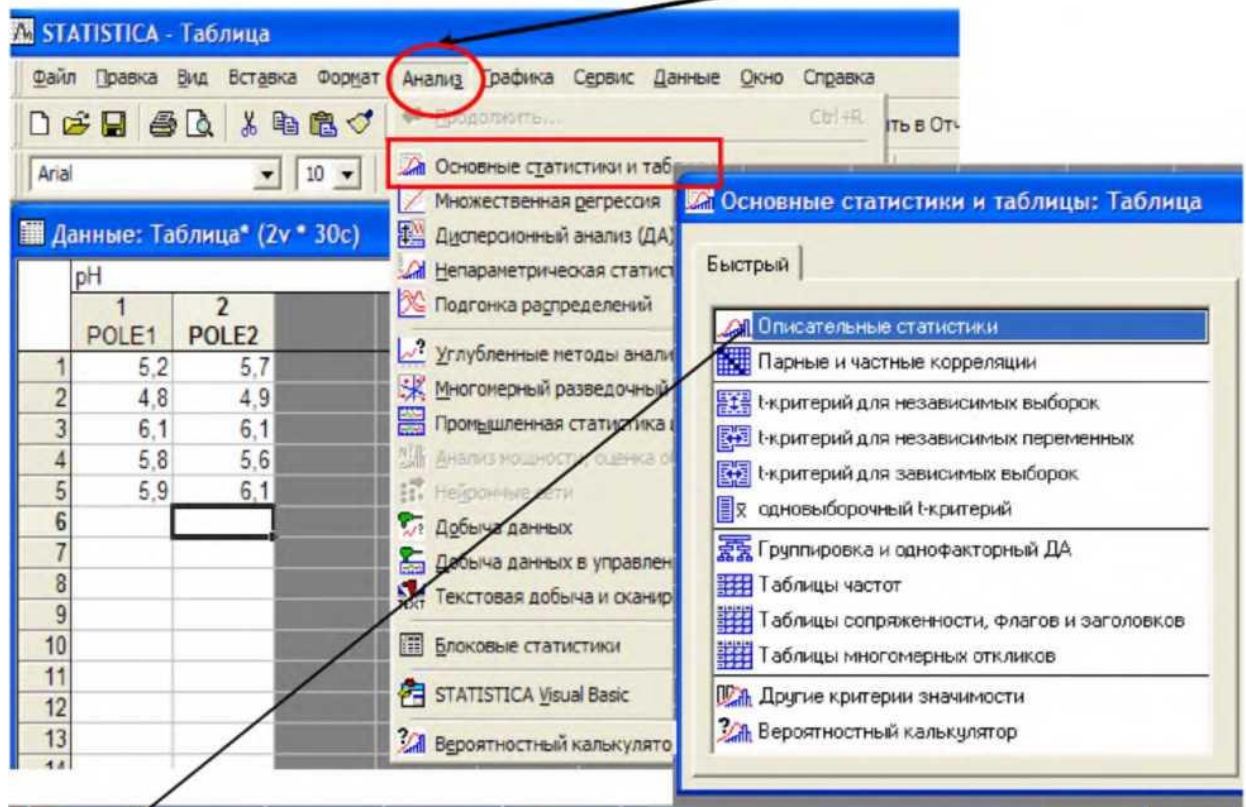 STATISTICA - Таблица
Файл Правка Вид Вставка Формат Анализ Графика Сервис Данные Окно Справка
Продолжить... Ctrl+R
ть в От
Arial 10
Основные статистики и таб
Множественная регрессия
Дисперсионный анализ (ДА)
Непараметрическая статист
Подгонка распределений
Углубленные методы анали
Многомерный разведочный
Промышленная статистика
Анализ мощности, оценка о
Нейронные сети
Добыча данных
Добыча данных в управлен
Текстовая добыча и сканир
Блоковые статистики
STATISTICA Visual Basic
Вероятностный калькулято
Данные: Таблица* (2v * 30c)
pH
1 2
POLE1 POLE2
1 5,2 5,7
2 4,8 4,9
3 6,1 6,1
4 5,8 5,6
5 5,9 6,1
6
7
8
9
10
11
12
13
14
Основные статистики и таблицы: Таблица
Быстрый
Описательные статистики
Парные и частные корреляции
t-критерий для независимых выборок
t-критерий для независимых переменных
t-критерий для зависимых выборок
одновыборочный t-критерий
Группировка и однофакторный ДА
Таблицы частот
Таблицы сопряженности, флагов и заголовков
Таблицы многомерных откликов
Другие критерии значимости
Вероятностный калькулятор